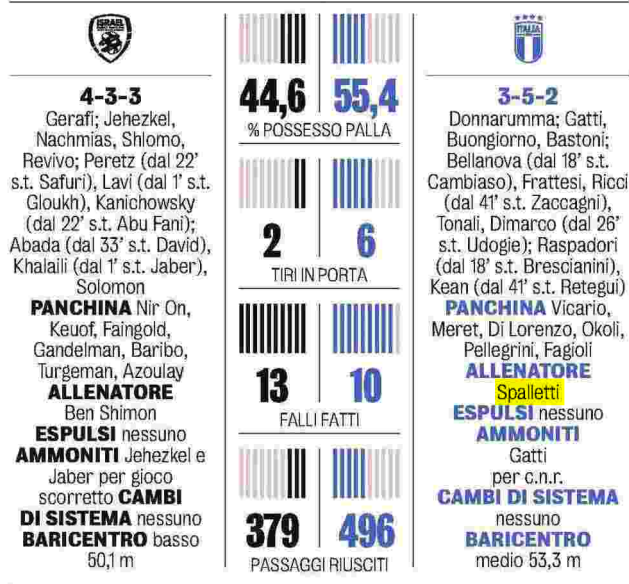 ISRAEL
4-3-3
Gerafi; Jehezkel,
Nachmias, Shlomo,
Revivo; Peretz (dal 22’
s.t. Safuri), Lavi (dal 1’ s.t.
Gloukh), Kanichowsky
(dal 22’ s.t. Abu Fani);
Abada (dal 33’ s.t. David),
Khalaili (dal 1’ s.t. Jaber),
Solomon
PANCHINA Nir On,
Keuof, Faingold,
Gandelman, Baribo,
Turgeman, Azoulay
ALLENATORE
Ben Shimon
ESPULSI nessuno
AMMONITI Jehezkel e
Jaber per gioco
scorretto CAMBI
DI SISTEMA nessuno
BARICENTRO basso
50,1 m
44,6 55,4
% POSSESSO PALLA
2 6
TIRI IN PORTA
13 10
FALLI FATTI
379 496
PASSAGGI RIUSCITI
ITALIA
3-5-2
Donnarumma; Gatti,
Buongiorno, Bastoni;
Bellanova (dal 18’ s.t.
Cambiaso), Frattesi, Ricci
(dal 41’ s.t. Zaccagni),
Tonali, Dimarco (dal 26’
s.t. Udogie); Raspadori
(dal 18’ s.t. Brescianini),
Kean (dal 41’ s.t. Retegui)
PANCHINA Vicario,
Meret, Di Lorenzo, Okoli,
Pellegrini, Fagioli
ALLENATORE
Spalletti
ESPULSI nessuno
AMMONITI
Gatti
per c.n.r.
CAMBI DI SISTEMA
nessuno
BARICENTRO
medio 53,3 m